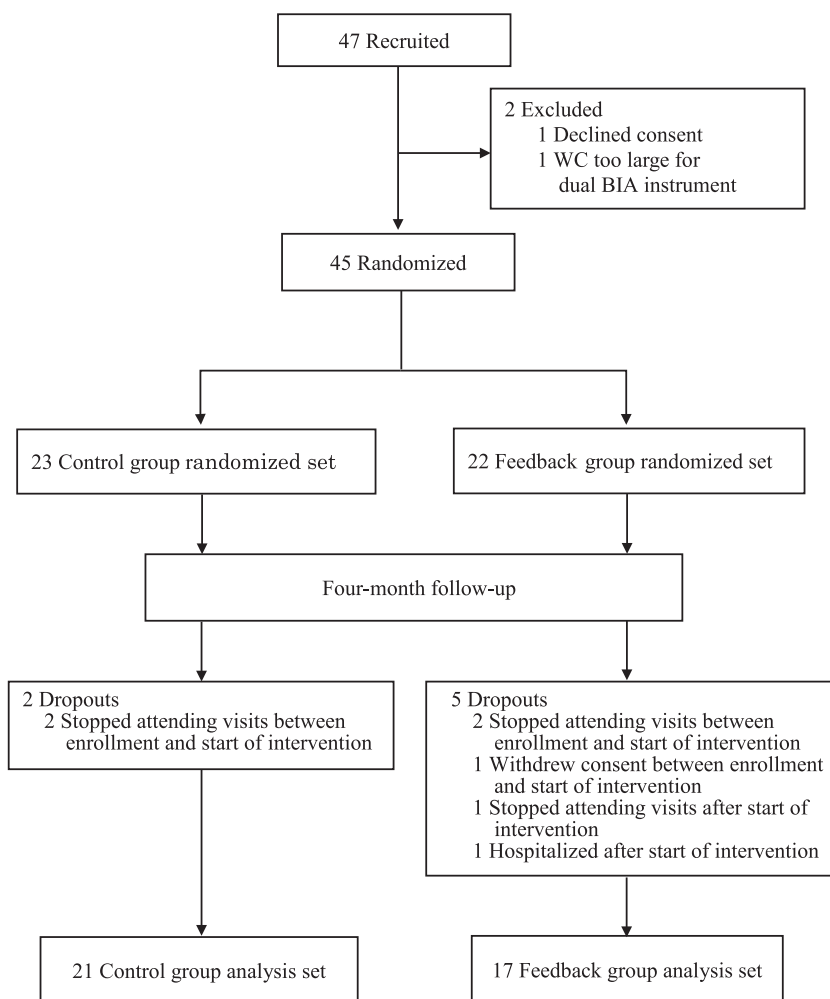 47 Recruited
2 Excluded
1 Declined consent
1 WC too large for
dual BIA instrument
45 Randomized
23 Control group randomized set
22 Feedback group randomized set
Four-month follow-up
2 Dropouts
2 Stopped attending visits between
enrollment and start of intervention
5 Dropouts
2 Stopped attending visits between
enrollment and start of intervention
1 Withdrew consent between enrollment
and start of intervention
1 Stopped attending visits after start of
intervention
1 Hospitalized after start of intervention
21 Control group analysis set
17 Feedback group analysis set